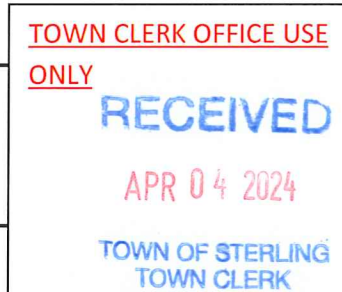 TOWN CLERK OFFICE USE
ONLY
RECEIVED
APR 04 2024
TOWN OF STERLING
TOWN CLERK